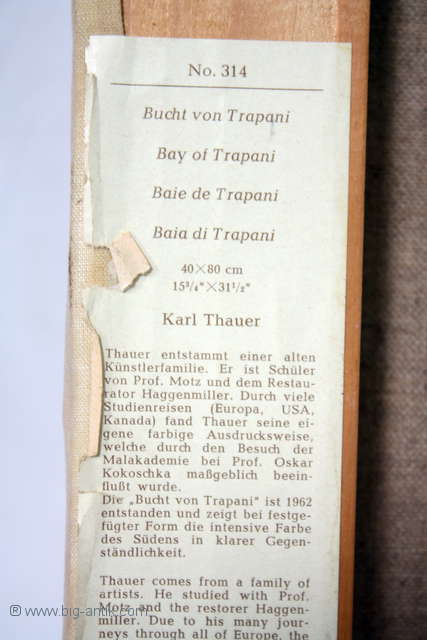 No. 314
Bucht von Trapani
Bay of Trapani
Baie de Trapani
Baia di Trapani
40×80 cm
15³/₄"×31¹/₂"
Karl Thauer
Thauer entstammt einer alten
Künstlerfamilie. Er ist Schüler
von Prof. Motz und dem Restau-
rator Haggenmiller. Durch viele
Studienreisen (Europa, USA,
Kanada) fand Thauer seine ei-
gene farbige Ausdrucksweise,
welche durch den Besuch der
Malakademie bei Prof. Oskar
Kokoschka maßgeblich beein-
flußt wurde.
Die „Bucht von Trapani" ist 1962
entstanden und zeigt bei festge-
fügter Form die intensive Farbe
des Südens in klarer Gegen-
ständlichkeit.
Thauer comes from a family of
artists. He studied with Prof.
Motz and the restorer Haggen-
miller. Due to his many jour-
neys through all of Europe, the
® www.big-antik.com